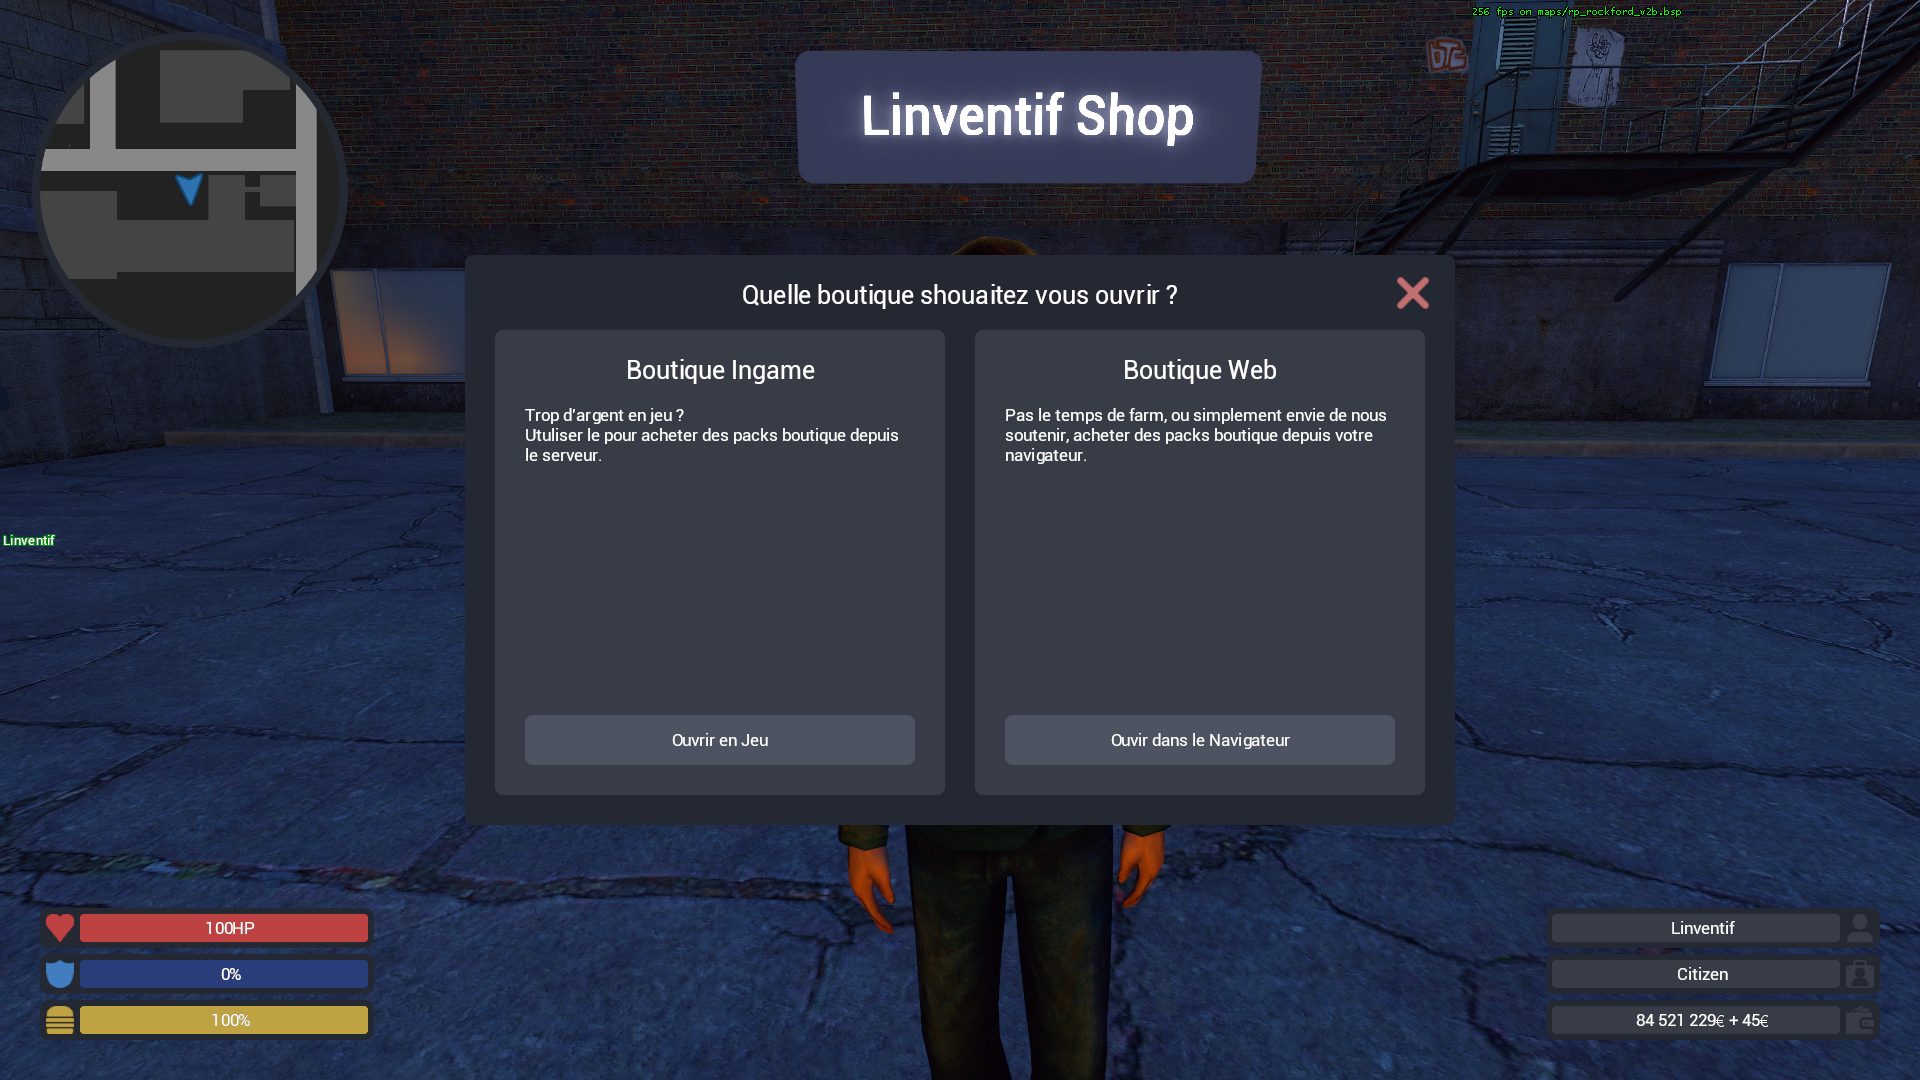 256 fps on maps/rp_rockford_v2b.bsp
Linventif Shop
Quelle boutique shouaitez vous ouvrir ?
Boutique Ingame
Trop d'argent en jeu ?
Utuliser le pour acheter des packs boutique depuis
le serveur.
Ouvrir en Jeu
Boutique Web
Pas le temps de farm, ou simplement envie de nous
soutenir, acheter des packs boutique depuis votre
navigateur.
Ouvir dans le Navigateur
Linventif
100HP
0%
100%
Linventif
Citizen
84 521 229€ + 45€